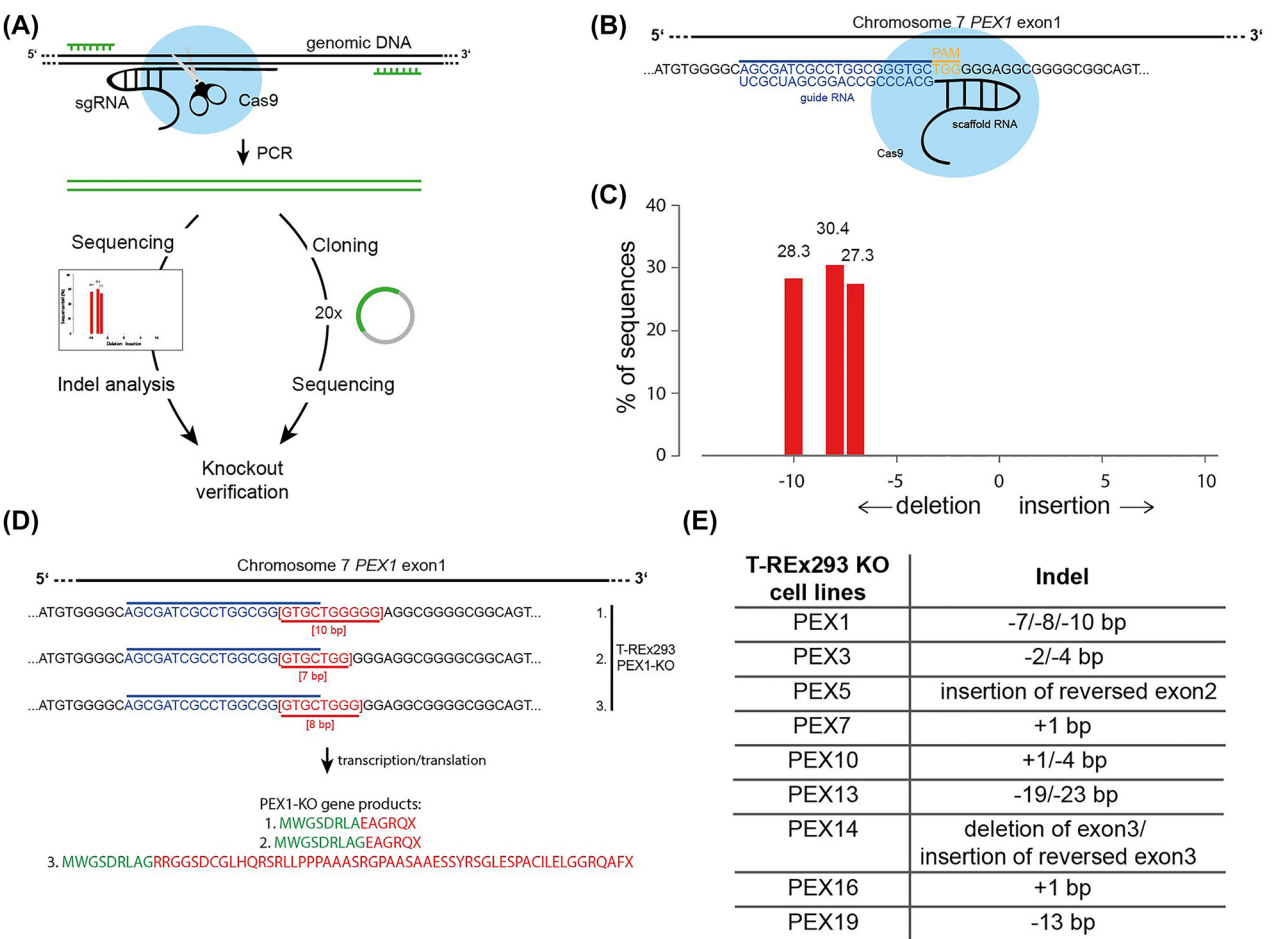 (A)
genomic DNA
5‘
3‘
sgRNA
Cas9
PCR
Sequencing
Cloning
20x
Indel analysis
Sequencing
Knockout
verification
(B)
Chromosome 7 PEX1 exon1
5‘
3‘
PAM
...ATGTGGGGCAGCGATCGCCTGGCGGGTGCTGGGGGAGGCGGGGCGGCAGT...
UCGCUAGCGGACCGCCCACG
guide RNA
scaffold RNA
Cas9
(C)
% of sequences
40
30
20
10
0
28.3
30.4
27.3
-10
-5
0
5
10
deletion
insertion
(D)
Chromosome 7 PEX1 exon1
5‘
3‘
...ATGTGGGGCAGCGATCGCCTGGCGG[GTGCTGGGGG]AGGCGGGGCGGCAGT... 1.
[10 bp]
...ATGTGGGGCAGCGATCGCCTGGCGG[GTGCTGG]GGGAGGCGGGGCGGCAGT... 2.
[7 bp]
...ATGTGGGGCAGCGATCGCCTGGCGG[GTGCTGGG]GGAGGCGGGGCGGCAGT... 3.
[8 bp]
T-REx293
PEX1-KO
transcription/translation
PEX1-KO gene products:
1. MWGSDRLAEAGRQX
2. MWGSDRLAGEAGRQX
3. MWGSDRLAGRRGGSDCGLHQRSRLLPPPAAASRGPAASAAESSYRSGLESPACILELGGRQAFX
(E)
T-REx293 KO
cell lines
Indel
PEX1 -7/-8/-10 bp
PEX3 -2/-4 bp
PEX5 insertion of reversed exon2
PEX7 +1 bp
PEX10 +1/-4 bp
PEX13 -19/-23 bp
PEX14 deletion of exon3/
insertion of reversed exon3
PEX16 +1 bp
PEX19 -13 bp